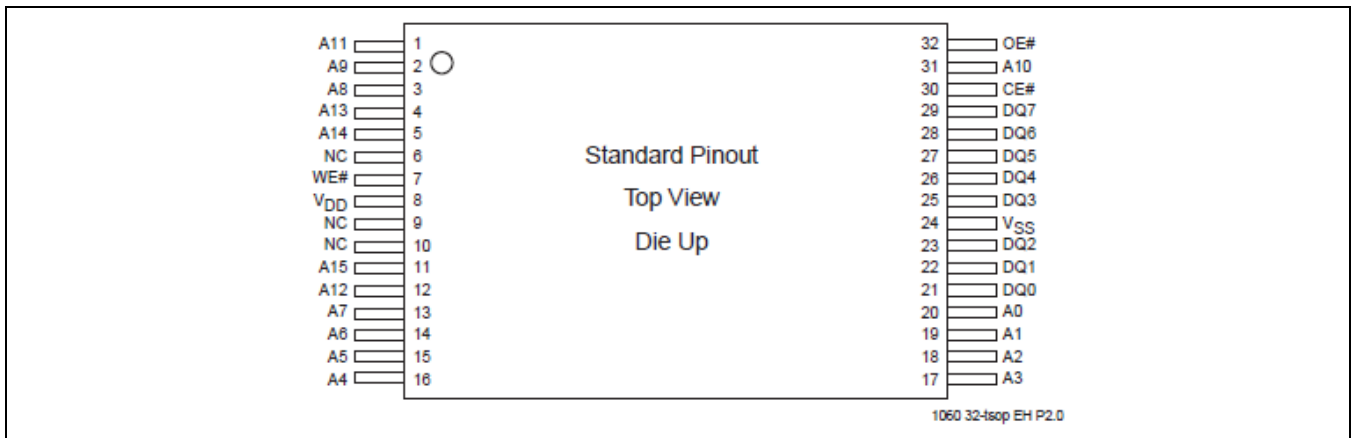 A11 1 32 OE#
A9 2 31 A10
A8 3 30 CE#
A13 4 29 DQ7
A14 5 28 DQ6
NC 6 27 DQ5
WE# 7 26 DQ4
VDD 8 25 DQ3
NC 9 24 VSS
NC 10 23 DQ2
A15 11 22 DQ1
A12 12 21 DQ0
A7 13 20 A0
A6 14 19 A1
A5 15 18 A2
A4 16 17 A3
Standard Pinout
Top View
Die Up
1060 32-tsop EH P2.0